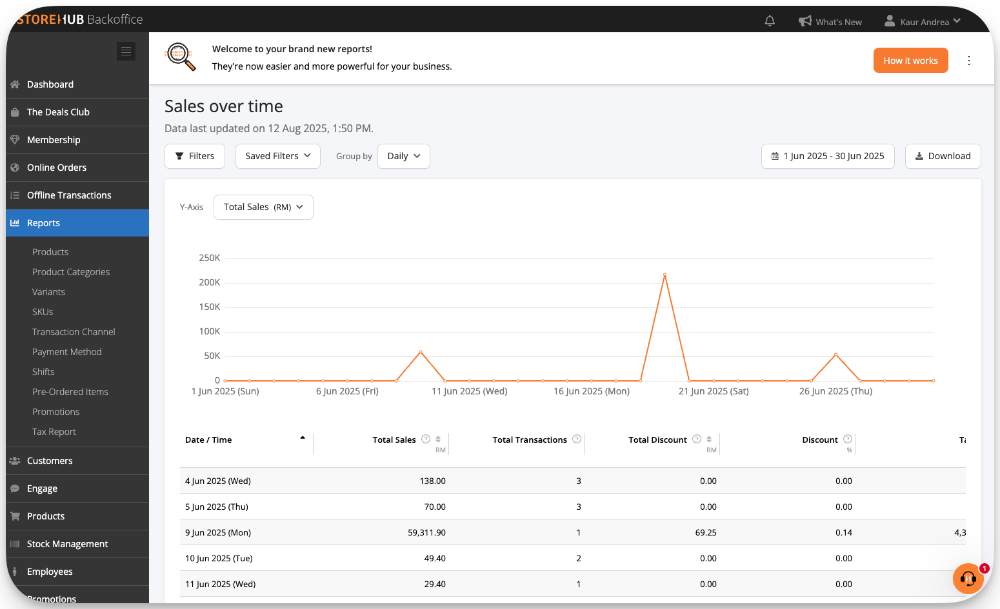 STOREHUB Backoffice
What's New
Kaur Andrea
Welcome to your brand new reports!
They're now easier and more powerful for your business.
How it works
Dashboard
The Deals Club
Membership
Online Orders
Offline Transactions
Reports
Products
Product Categories
Variants
SKUs
Transaction Channel
Payment Method
Shifts
Pre-Ordered Items
Promotions
Tax Report
Customers
Engage
Products
Stock Management
Employees
Promotions
Sales over time
Data last updated on 12 Aug 2025, 1:50 PM.
Filters
Saved Filters
Group by
Daily
1 Jun 2025 - 30 Jun 2025
Download
Y-Axis
Total Sales (RM)
250K
200K
150K
100K
50K
0
1 Jun 2025 (Sun) 6 Jun 2025 (Fri) 11 Jun 2025 (Wed) 16 Jun 2025 (Mon) 21 Jun 2025 (Sat) 26 Jun 2025 (Thu)
Date / Time Total Sales RM Total Transactions Total Discount RM Discount % Ta
4 Jun 2025 (Wed) 138.00 3 0.00 0.00
5 Jun 2025 (Thu) 70.00 3 0.00 0.00
9 Jun 2025 (Mon) 59,311.90 1 69.25 0.14 4,3
10 Jun 2025 (Tue) 49.40 2 0.00 0.00
11 Jun 2025 (Wed) 29.40 1 0.00 0.00
1